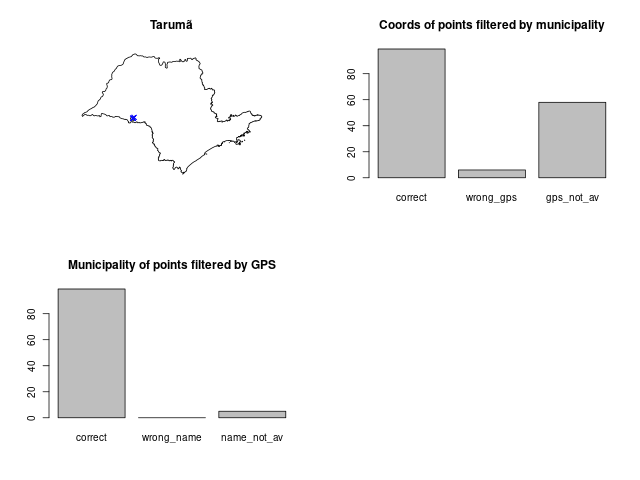 Tarumã
Coords of points filtered by municipality
80
60
40
20
0
correct wrong_gps gps_not_av
Municipality of points filtered by GPS
80
60
40
20
0
correct wrong_name name_not_av